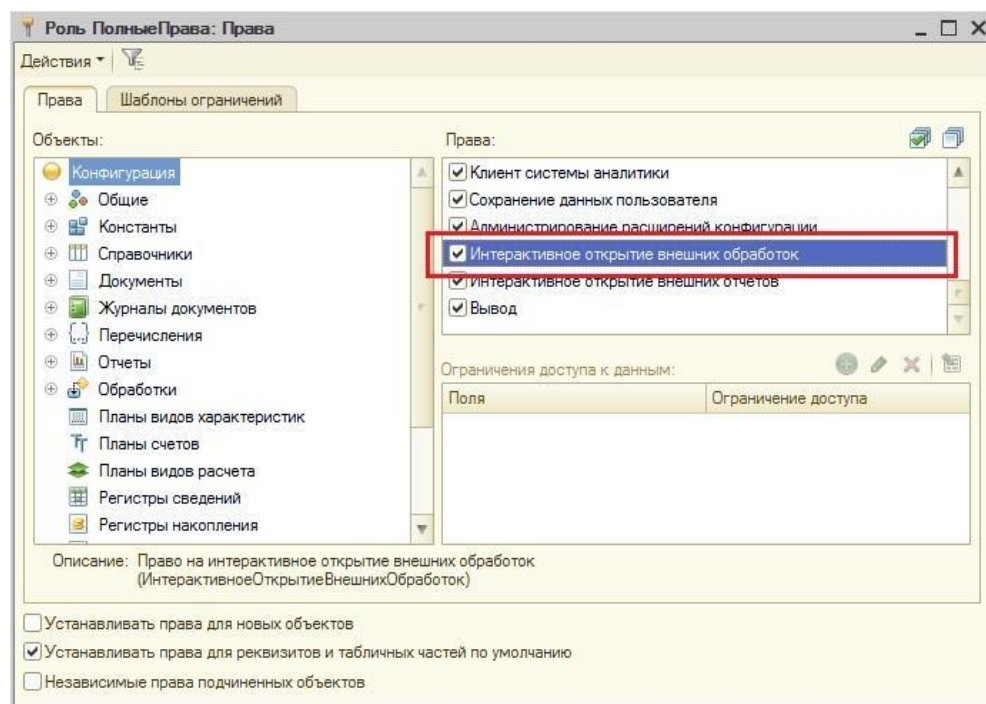 Роль ПолныеПрава: Права
Действия
Права
Шаблоны ограничений
Объекты:
Конфигурация
Общие
Константы
Справочники
Документы
Журналы документов
Перечисления
Отчеты
Обработки
Планы видов характеристик
Планы счетов
Планы видов расчета
Регистры сведений
Регистры накопления
Права:
Клиент системы аналитики
Сохранение данных пользователя
Администрирование расширений конфигурации
Интерактивное открытие внешних обработок
Интерактивное открытие внешних отчетов
Вывод
Ограничения доступа к данным:
Поля
Ограничение доступа
Описание: Право на интерактивное открытие внешних обработок
(ИнтерактивноеОткрытиеВнешнихОбработок)
Устанавливать права для новых объектов
Устанавливать права для реквизитов и табличных частей по умолчанию
Независимые права подчиненных объектов